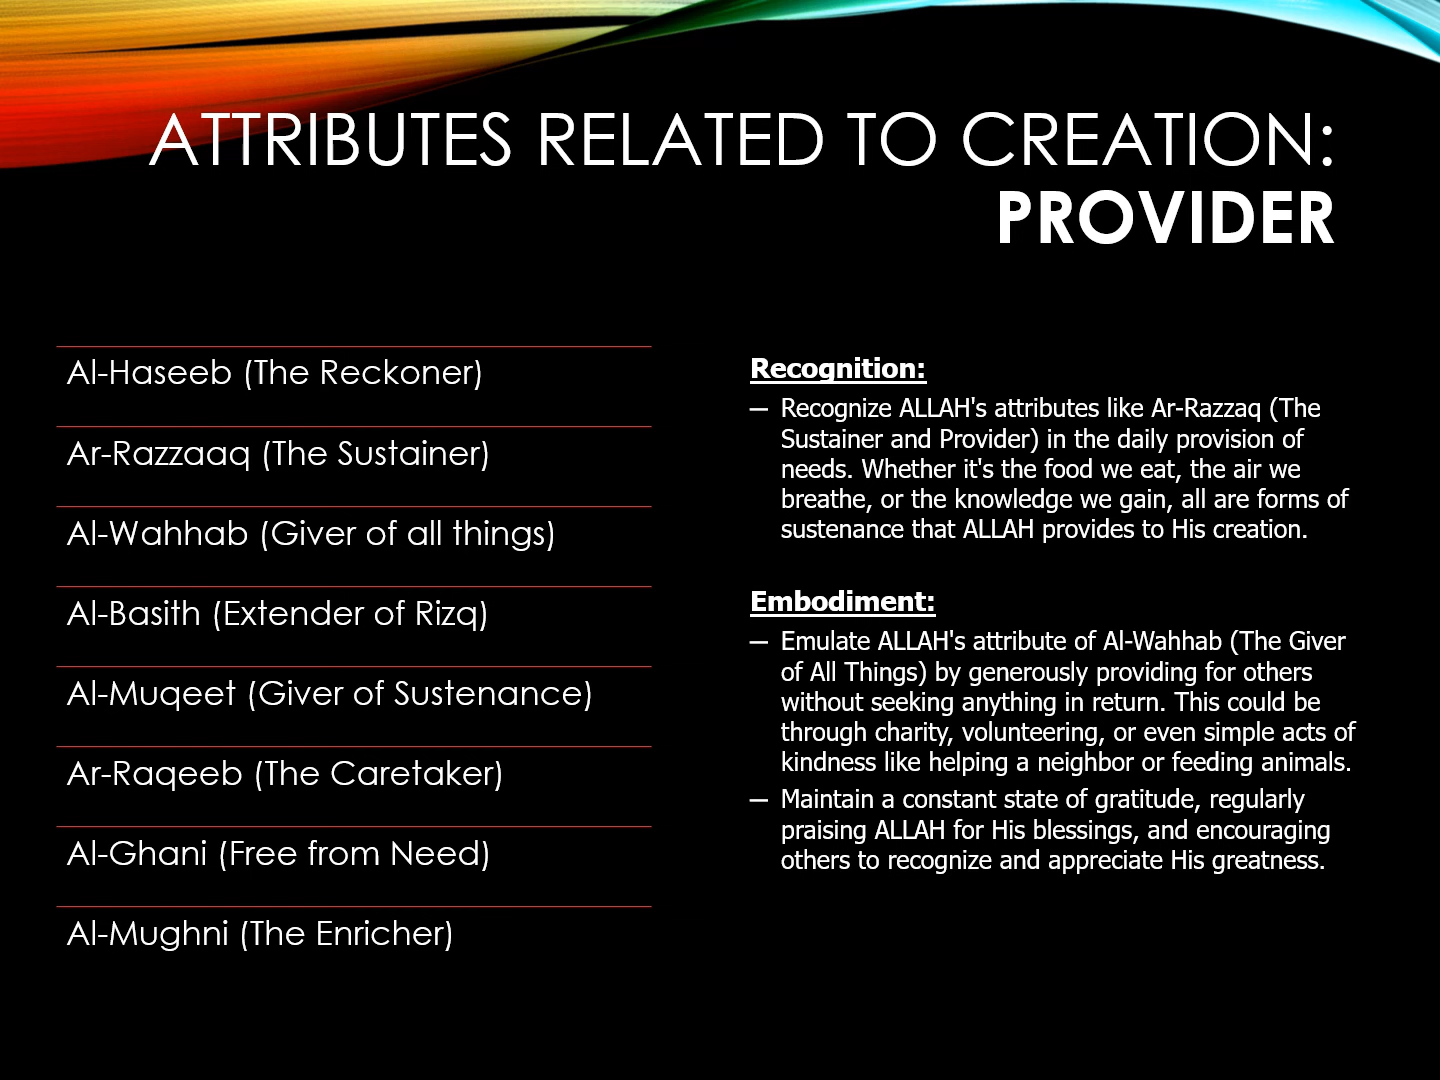 ATTRIBUTES RELATED TO CREATION:
PROVIDER
Al-Haseeb (The Reckoner)
Ar-Razzaaq (The Sustainer)
Al-Wahhab (Giver of all things)
Al-Basith (Extender of Rizq)
Al-Muqeet (Giver of Sustenance)
Ar-Raqeeb (The Caretaker)
Al-Ghani (Free from Need)
Al-Mughni (The Enricher)
Recognition:
– Recognize ALLAH's attributes like Ar-Razzaq (The
Sustainer and Provider) in the daily provision of
needs. Whether it's the food we eat, the air we
breathe, or the knowledge we gain, all are forms of
sustenance that ALLAH provides to His creation.
Embodiment:
– Emulate ALLAH's attribute of Al-Wahhab (The Giver
of All Things) by generously providing for others
without seeking anything in return. This could be
through charity, volunteering, or even simple acts of
kindness like helping a neighbor or feeding animals.
– Maintain a constant state of gratitude, regularly
praising ALLAH for His blessings, and encouraging
others to recognize and appreciate His greatness.